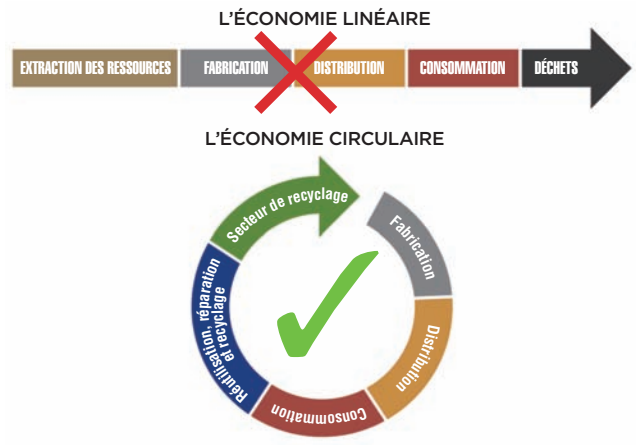 L'ÉCONOMIE LINÉAIRE
EXTRACTION DES RESSOURCES
FABRICATION
DISTRIBUTION
CONSOMMATION
DÉCHETS
L'ÉCONOMIE CIRCULAIRE
Secteur de recyclage
Fabrication
Distribution
Consommation
Réutilisation, réparation
et recyclage